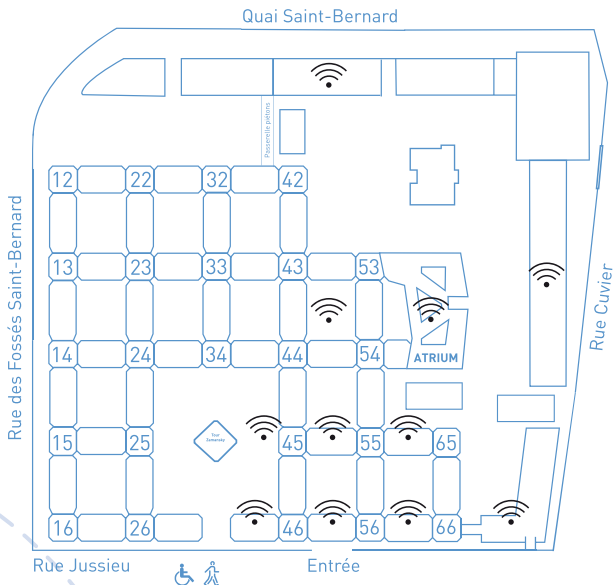 Quai Saint-Bernard
Passerelle piétons
12 22 32 42
Rue des Fossés Saint-Bernard
13 23 33 43 53
Rue Cuvier
14 24 34 44 54 ATRIUM
15 25 Tour Zamansky 45 55 65
16 26 46 56 66
Rue Jussieu
Entrée